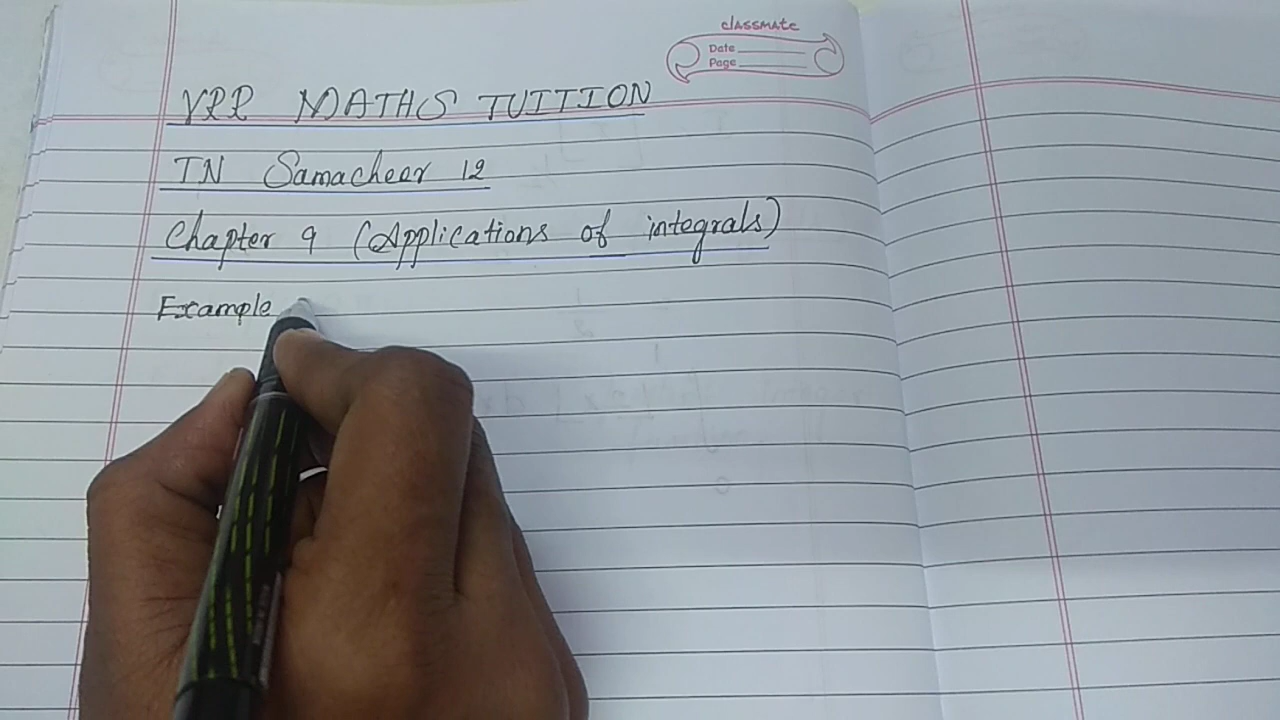 classmate
Date
Page
VRR MATHS TUITION
TN Samacheer 12
Chapter 9 (Applications of integrals)
Example